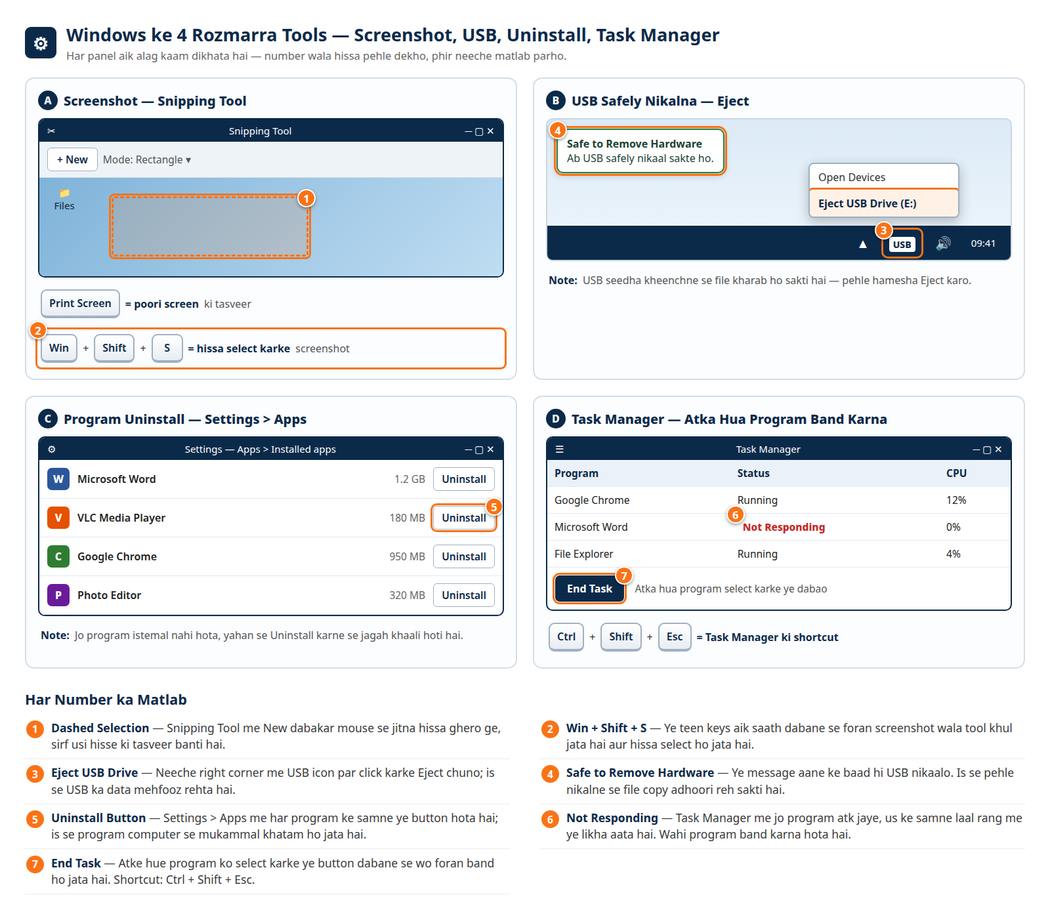 Windows ke 4 Rozmarra Tools — Screenshot, USB, Uninstall, Task Manager
Har panel aik alag kaam dikhata hai — number wala hissa pehle dekho, phir neeche matlab parho.
A Screenshot — Snipping Tool
Snipping Tool
+ New Mode: Rectangle ▾
Files
1
Print Screen = poori screen ki tasveer
2
Win + Shift + S = hissa select karke screenshot
B USB Safely Nikalna — Eject
4
Safe to Remove Hardware
Ab USB safely nikaal sakte ho.
Open Devices
Eject USB Drive (E:)
3
▲ USB 09:41
Note: USB seedha kheenchne se file kharab ho sakti hai — pehle hamesha Eject karo.
C Program Uninstall — Settings > Apps
Settings — Apps > Installed apps
W Microsoft Word 1.2 GB Uninstall
V VLC Media Player 180 MB Uninstall 5
C Google Chrome 950 MB Uninstall
P Photo Editor 320 MB Uninstall
Note: Jo program istemal nahi hota, yahan se Uninstall karne se jagah khaali hoti hai.
D Task Manager — Atka Hua Program Band Karna
Task Manager
Program Status CPU
Google Chrome Running 12%
6
Microsoft Word Not Responding 0%
File Explorer Running 4%
7
End Task Atka hua program select karke ye dabao
Ctrl + Shift + Esc = Task Manager ki shortcut
Har Number ka Matlab
1 Dashed Selection — Snipping Tool me New dabakar mouse se jitna hissa ghero ge,
sirf usi hisse ki tasveer banti hai.
2 Win + Shift + S — Ye teen keys aik saath dabane se foran screenshot wala tool khul
jata hai aur hissa select ho jata hai.
3 Eject USB Drive — Neeche right corner me USB icon par click karke Eject chuno; is
se USB ka data mehfooz rehta hai.
4 Safe to Remove Hardware — Ye message aane ke baad hi USB nikaalo. Is se pehle
nikalne se file copy adhoori reh sakti hai.
5 Uninstall Button — Settings > Apps me har program ke samne ye button hota hai;
is se program computer se mukammal khatam ho jata hai.
6 Not Responding — Task Manager me jo program atk jaye, us ke samne laal rang me
ye likha aata hai. Wahi program band karna hota hai.
7 End Task — Atke hue program ko select karke ye button dabane se wo foran band
ho jata hai. Shortcut: Ctrl + Shift + Esc.